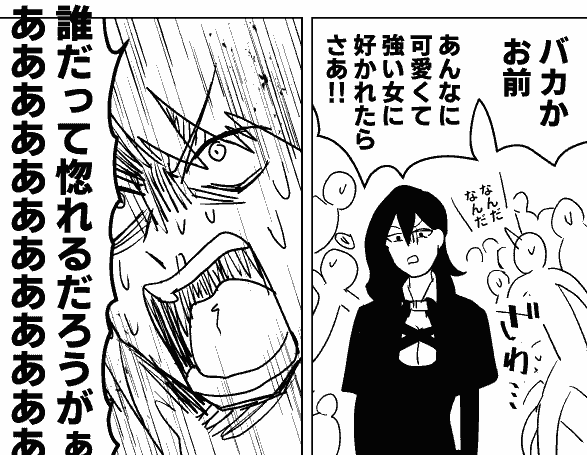 バカか
お前
あんなに
可愛くて
強い女に
好かれたら
さあ!!
なんだ
なんだ
ざわ…
誰だって惚れるだろうがぁ
あああああああああああああ